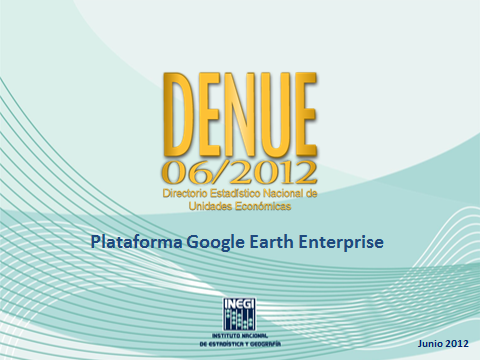 DENUE
06/2012
Directorio Estadístico Nacional de
Unidades Económicas
Plataforma Google Earth Enterprise
INEGI
INSTITUTO NACIONAL
DE ESTADÍSTICA Y GEOGRAFÍA
Junio 2012